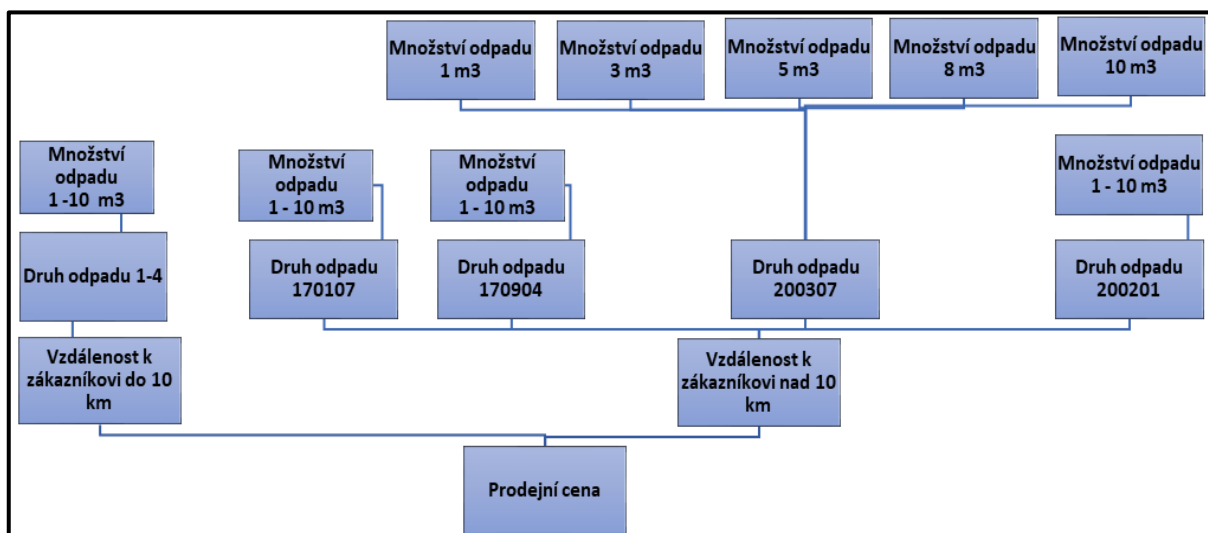 Množství odpadu
1 m3
Množství odpadu
3 m3
Množství odpadu
5 m3
Množství odpadu
8 m3
Množství odpadu
10 m3
Množství
odpadu
1 -10 m3
Množství
odpadu
1 - 10 m3
Množství
odpadu
1 - 10 m3
Množství odpadu
1 - 10 m3
Druh odpadu 1-4
Druh odpadu
170107
Druh odpadu
170904
Druh odpadu
200307
Druh odpadu
200201
Vzdálenost k
zákazníkovi do 10
km
Vzdálenost k
zákazníkovi nad 10
km
Prodejní cena